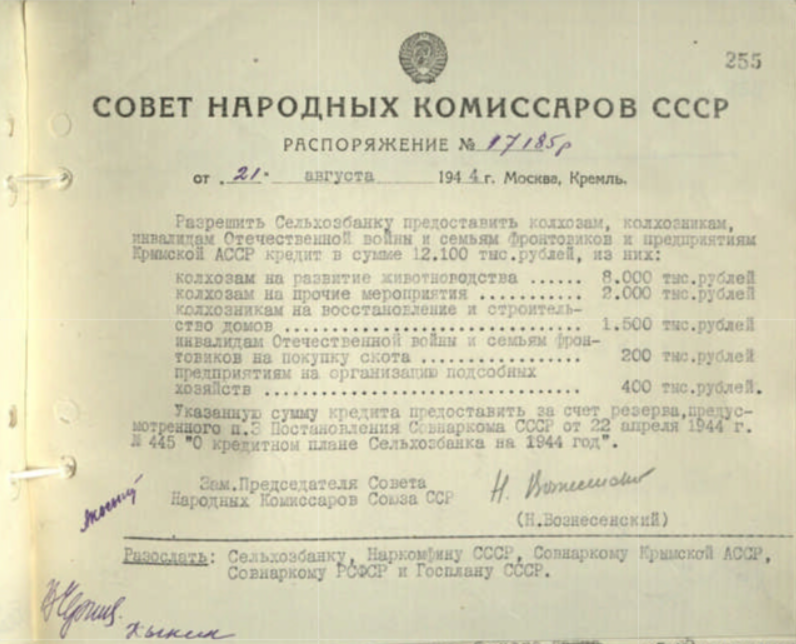 255
СОВЕТ НАРОДНЫХ КОМИССАРОВ СССР
РАСПОРЯЖЕНИЕ № 17185р
от „21" августа 1944 г. Москва, Кремль.
Разрешить Сельхозбанку предоставить колхозам, колхозникам,
инвалидам Отечественной войны и семьям фронтовиков и предприятиям
Крымской АССР кредит в сумме 12.100 тыс.рублей, из них:
колхозам на развитие животноводства ...... 8.000 тыс.рублей
колхозам на прочие мероприятия ........... 2.000 тыс.рублей
колхозникам на восстановление и строитель-
ство домов ............................... 1.500 тыс.рублей
инвалидам Отечественной войны и семьям фрон-
товиков на покупку скота ................. 200 тыс.рублей
предприятиям на организацию подсобных
хозяйств ................................. 400 тыс.рублей.
Указанную сумму кредита предоставить за счет резерва,предус-
мотренного п.3 Постановления Совнаркома СССР от 22 апреля 1944 г.
№ 445 "О кредитном плане Сельхозбанка на 1944 год".
Зам.Председателя Совета
Народных Комиссаров Союза ССР Н. Вознесенский
(Н.Вознесенский)
Разослать: Сельхозбанку, Наркомфину СССР, Совнаркому Крымской АССР,
Совнаркому РСФСР и Госплану СССР.